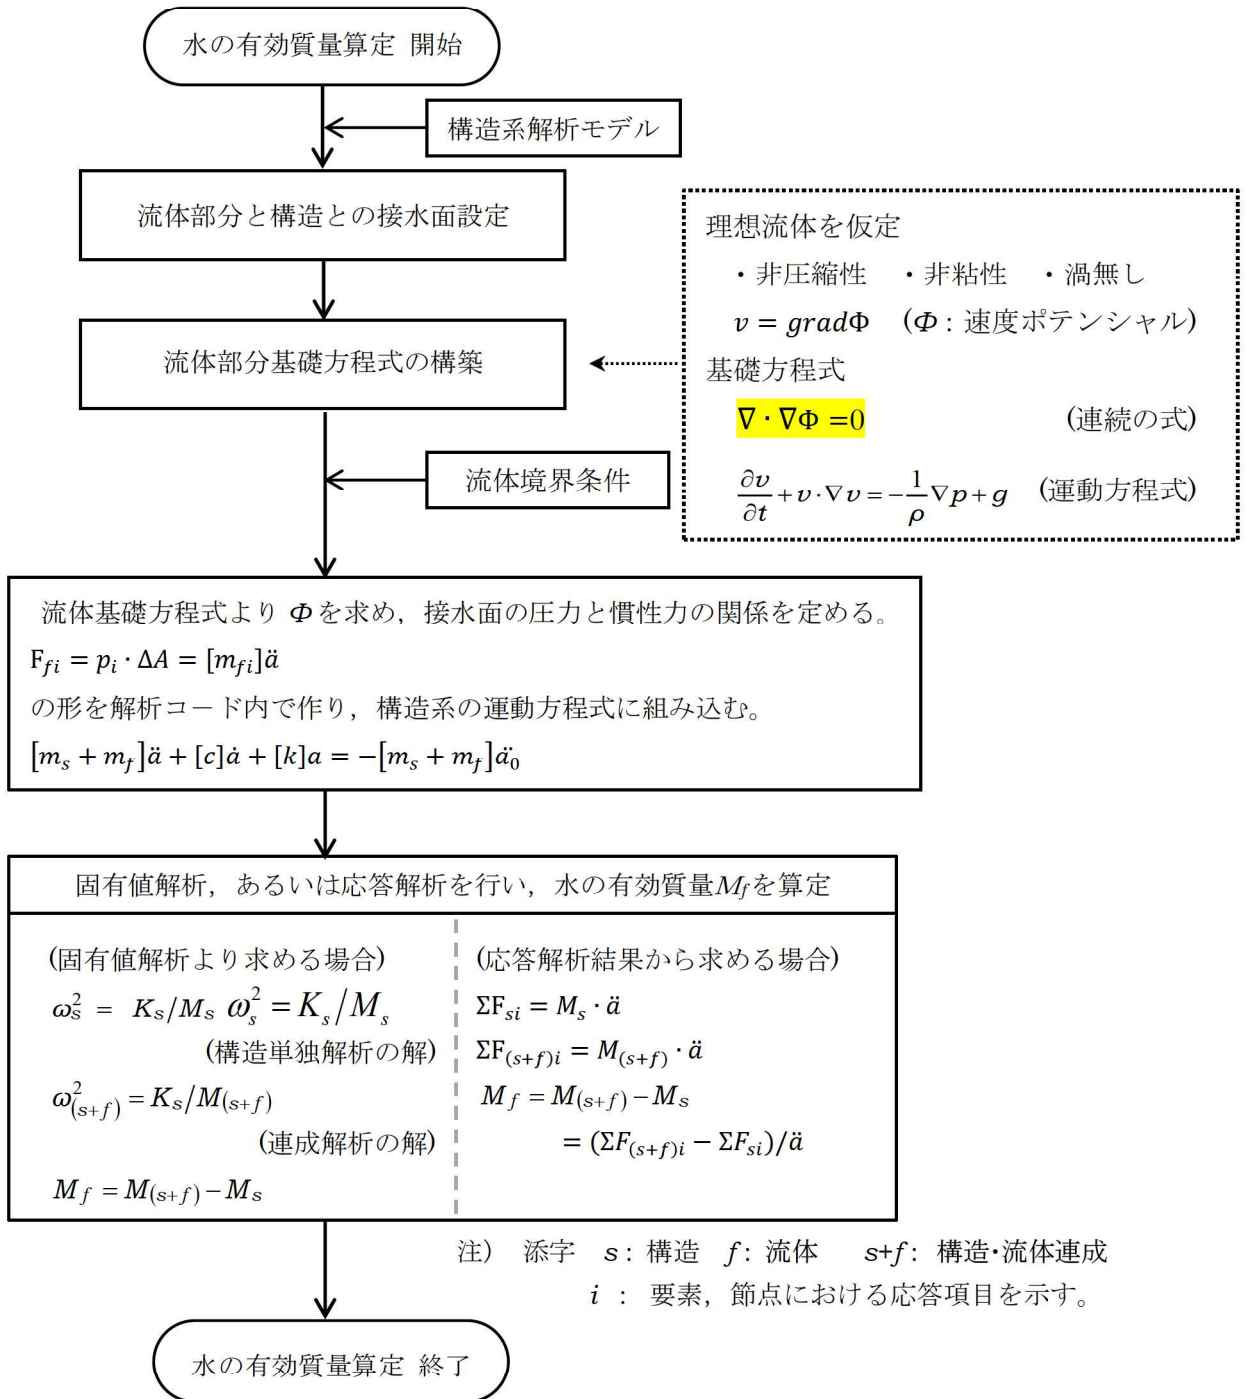 水の有効質量算定 開始
構造系解析モデル
流体部分と構造との接水面設定
流体部分基礎方程式の構築
理想流体を仮定
・非圧縮性 ・非粘性 ・渦無し
v = gradΦ (Φ : 速度ポテンシャル)
基礎方程式
∇・∇Φ =0 (連続の式)
∂v/∂t + v・∇v = −1/ρ ∇p + g (運動方程式)
流体境界条件
流体基礎方程式より Φを求め，接水面の圧力と慣性力の関係を定める。
F_{fi} = p_i · ΔA = [m_{fi}]ä
の形を解析コード内で作り，構造系の運動方程式に組み込む。
[m_s + m_f]ä + [c]ȧ + [k]a = −[m_s + m_f]ä_0
固有値解析，あるいは応答解析を行い，水の有効質量M_fを算定
(固有値解析より求める場合)
ω_s^2 = K_s/M_s ω_s^2 = K_s/M_s
(構造単独解析の解)
ω_{(s+f)}^2 = K_s/M_{(s+f)}
(連成解析の解)
M_f = M_{(s+f)} − M_s
(応答解析結果から求める場合)
ΣF_{si} = M_s · ä
ΣF_{(s+f)i} = M_{(s+f)} · ä
M_f = M_{(s+f)} − M_s
= (ΣF_{(s+f)i} − ΣF_{si})/ä
注） 添字 s : 構造 f : 流体 s+f : 構造・流体連成
i : 要素，節点における応答項目を示す。
水の有効質量算定 終了